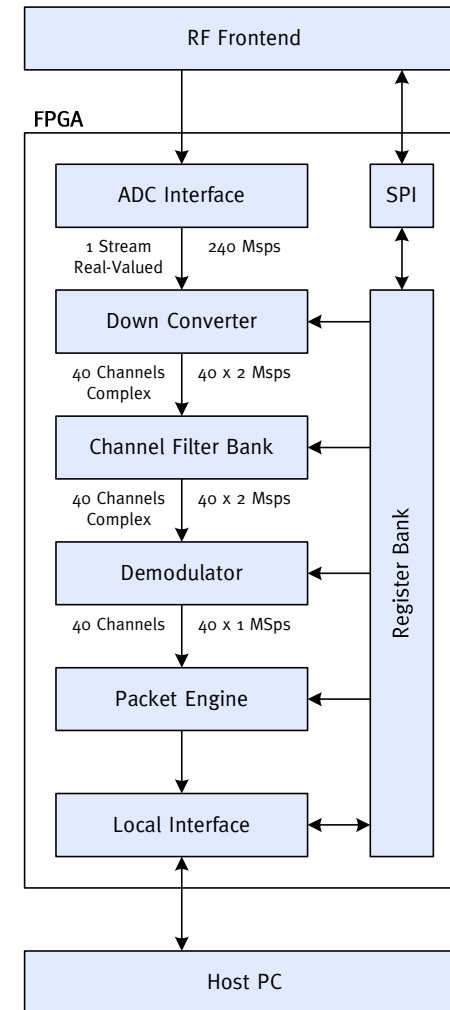 RF Frontend
FPGA
ADC Interface
SPI
1 Stream
Real-Valued
240 Msps
Down Converter
40 Channels
Complex
40 x 2 Msps
Channel Filter Bank
40 Channels
Complex
40 x 2 Msps
Demodulator
40 Channels
40 x 1 MSps
Packet Engine
Local Interface
Register Bank
Host PC